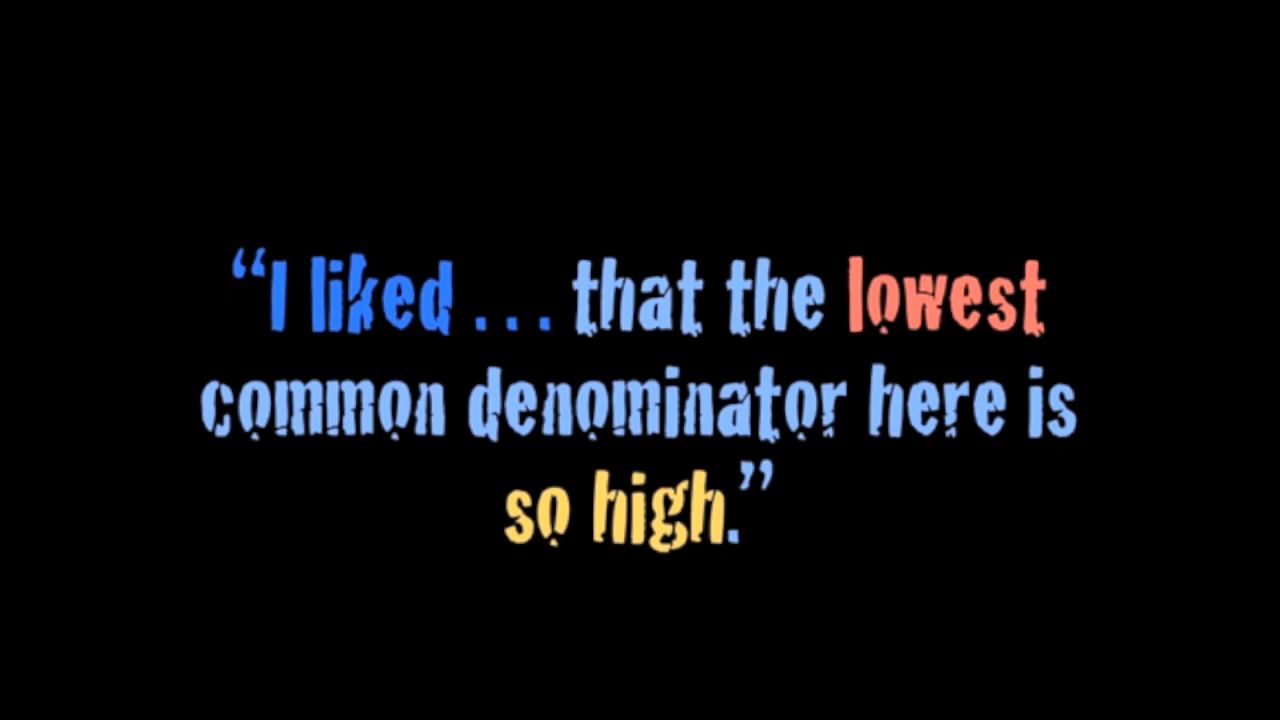 “I liked . . . that the lowest
common denominator here is
so high.”